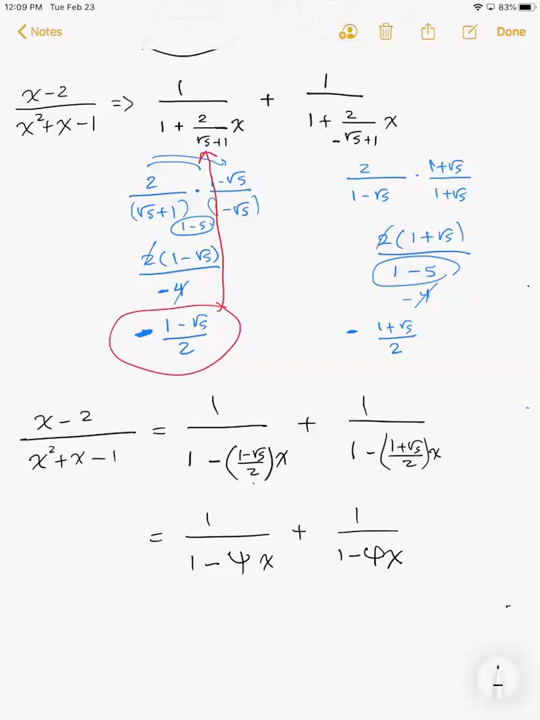 12:09 PM Tue Feb 23 83%
Notes Done
(x-2)/(x²+x-1) => 1/(1 + (2/(√5+1))x) + 1/(1 + (2/(-√5+1))x)
2/(√5+1) · (1-√5)/(1-√5)
1-5
2(1-√5)/-4
- (1-√5)/2
2/(1-√5) · (1+√5)/(1+√5)
2(1+√5)/(1-5)
-4
- (1+√5)/2
(x-2)/(x²+x-1) = 1/(1-((1-√5)/2)x) + 1/(1-((1+√5)/2)x)
= 1/(1-ψx) + 1/(1-φx)